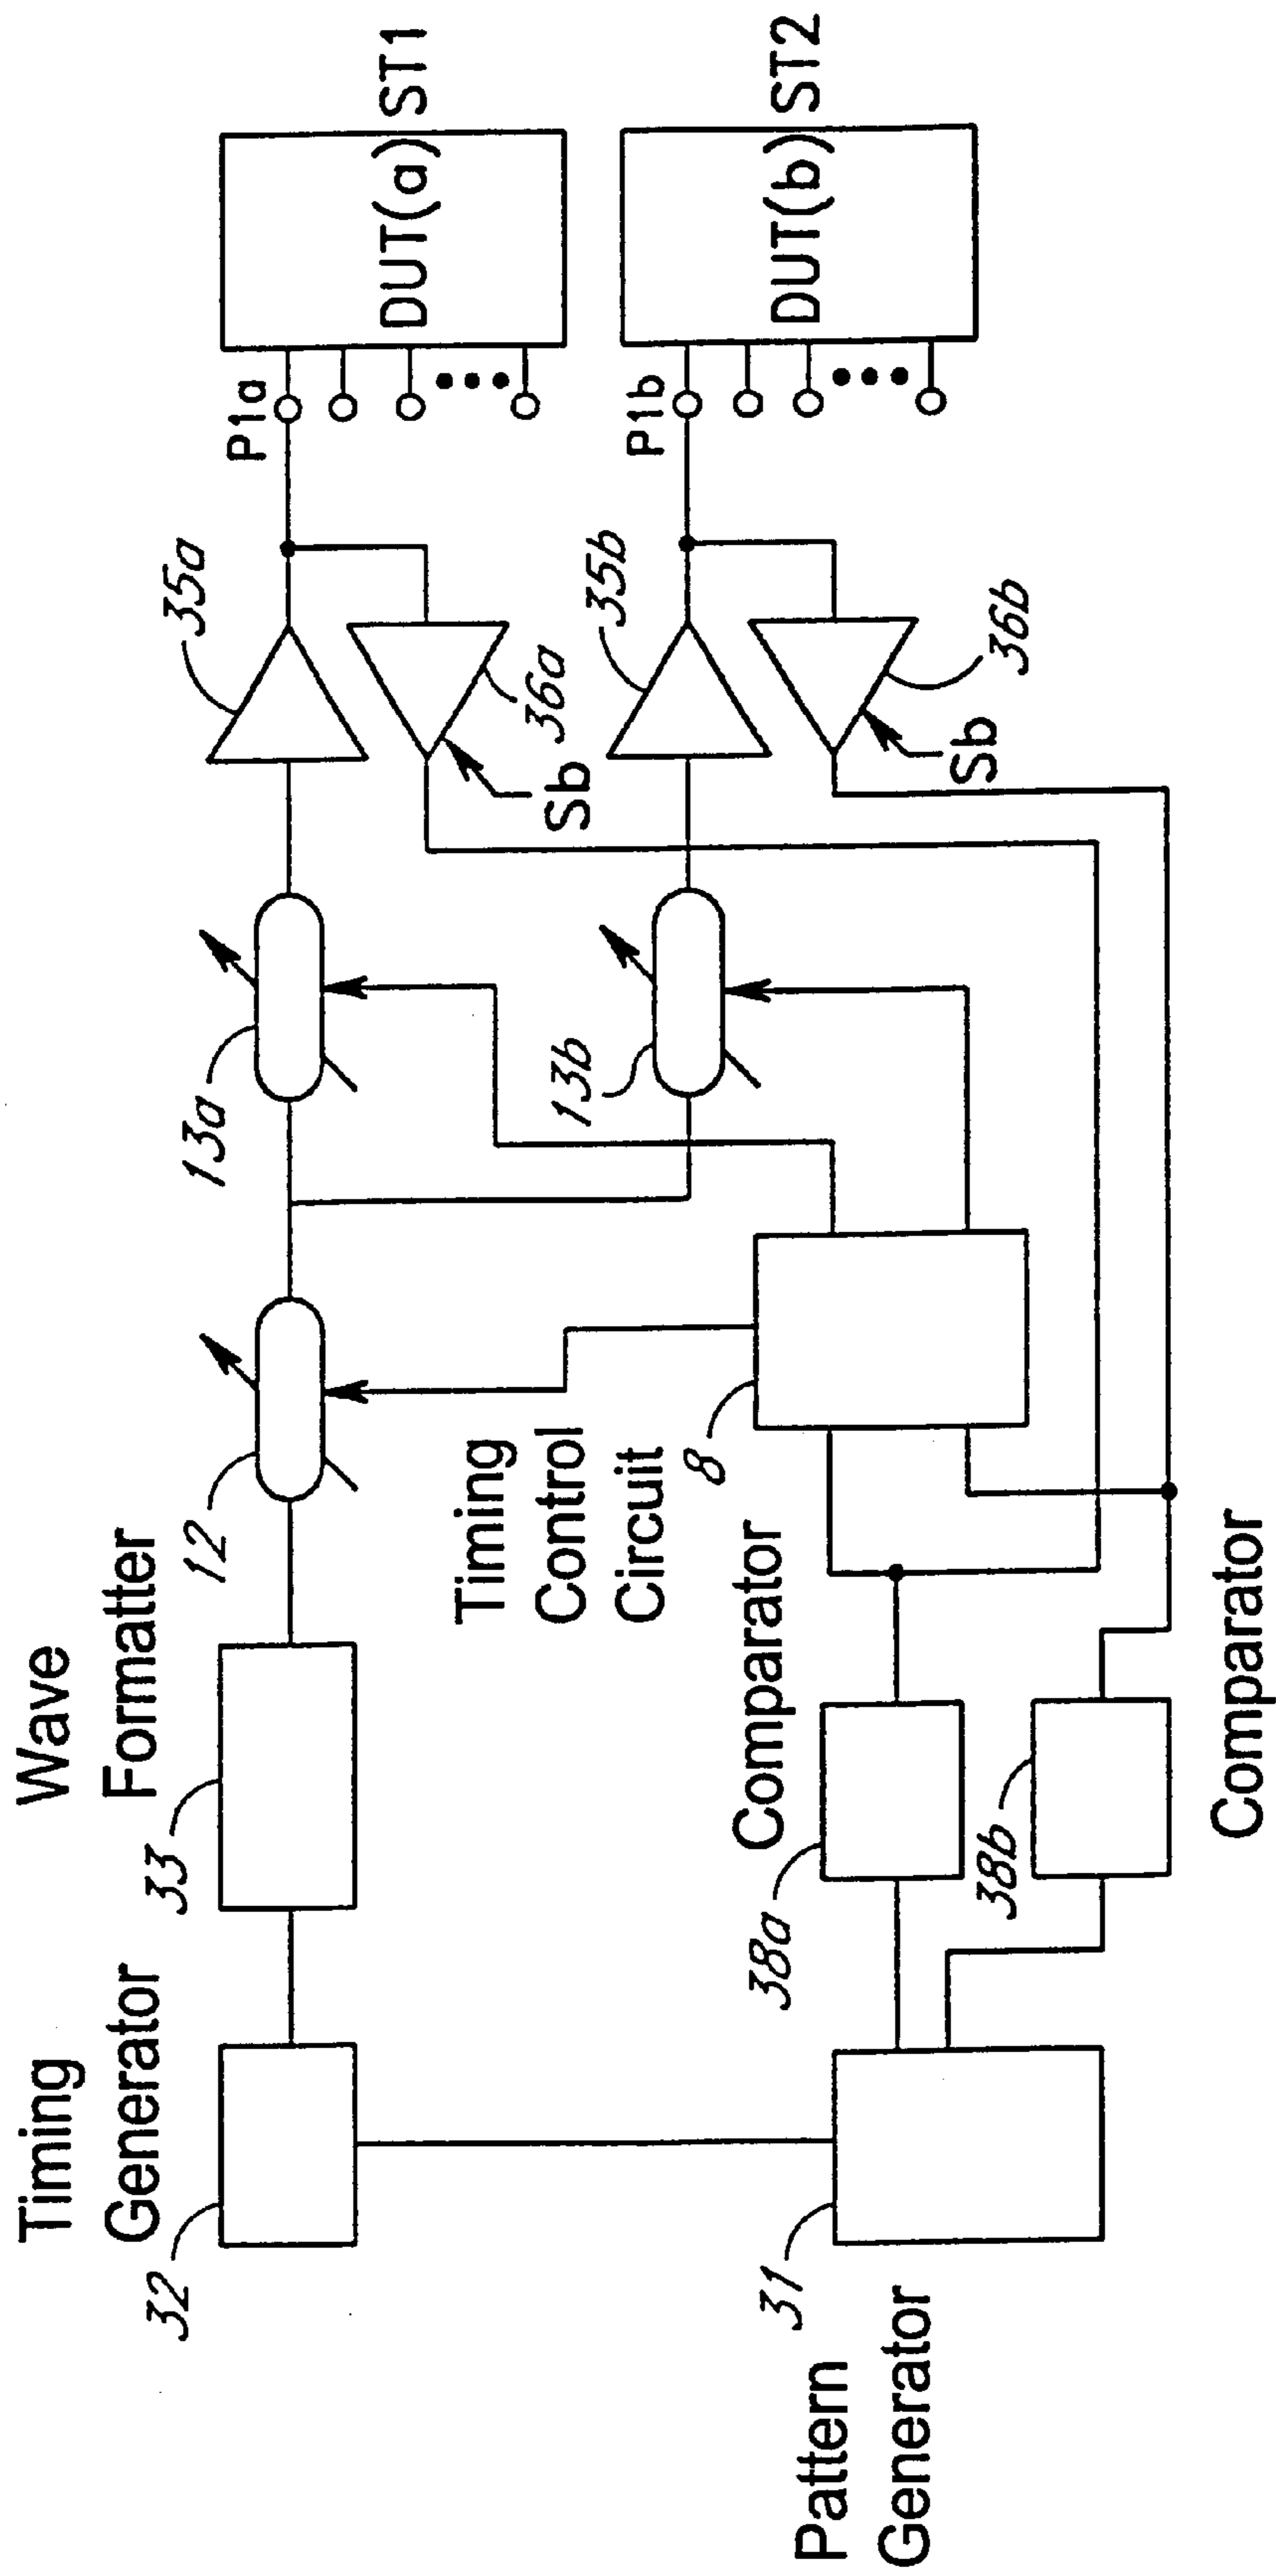 Timing
Generator
32
Wave
Formatter
33
12
13a
35a
P1a
DUT(a)
ST1
36a
Sb
Timing
Control
Circuit
8
13b
35b
P1b
DUT(b)
ST2
36b
Sb
Pattern
Generator
31
Comparator
38a
38b
Comparator